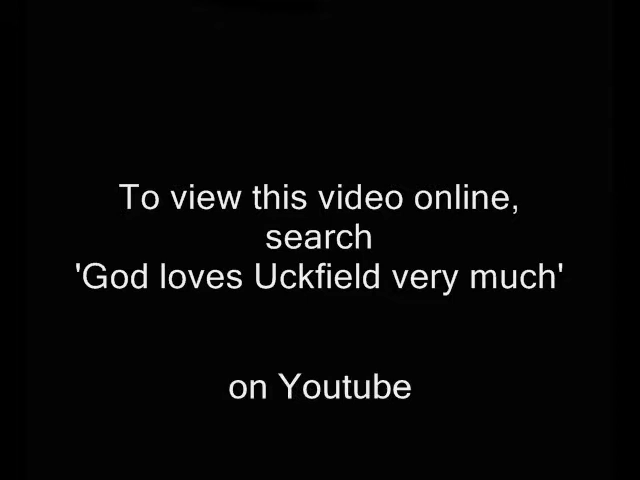 To view this video online,
search
'God loves Uckfield very much'
on Youtube